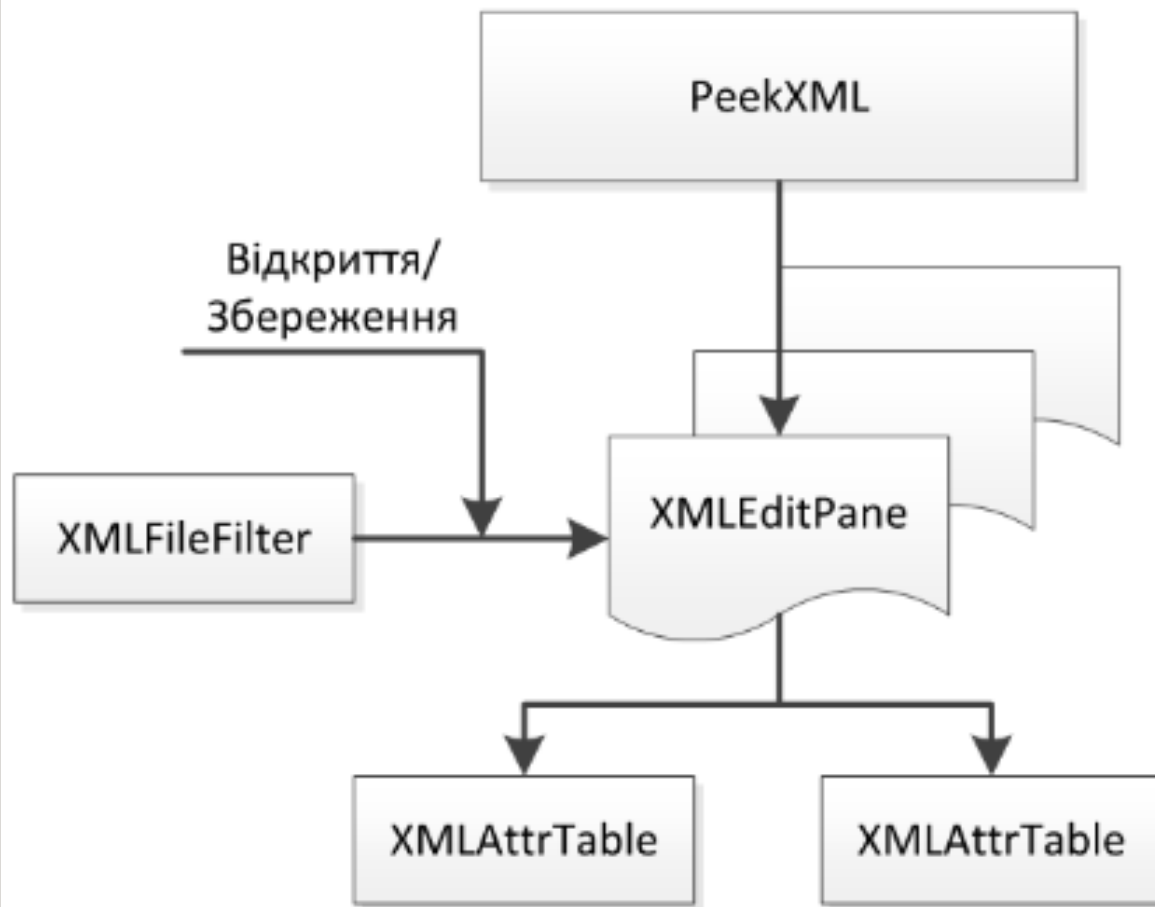 PeekXML
Відкриття/
Збереження
XMLFileFilter
XMLEditPane
XMLAttrTable
XMLAttrTable